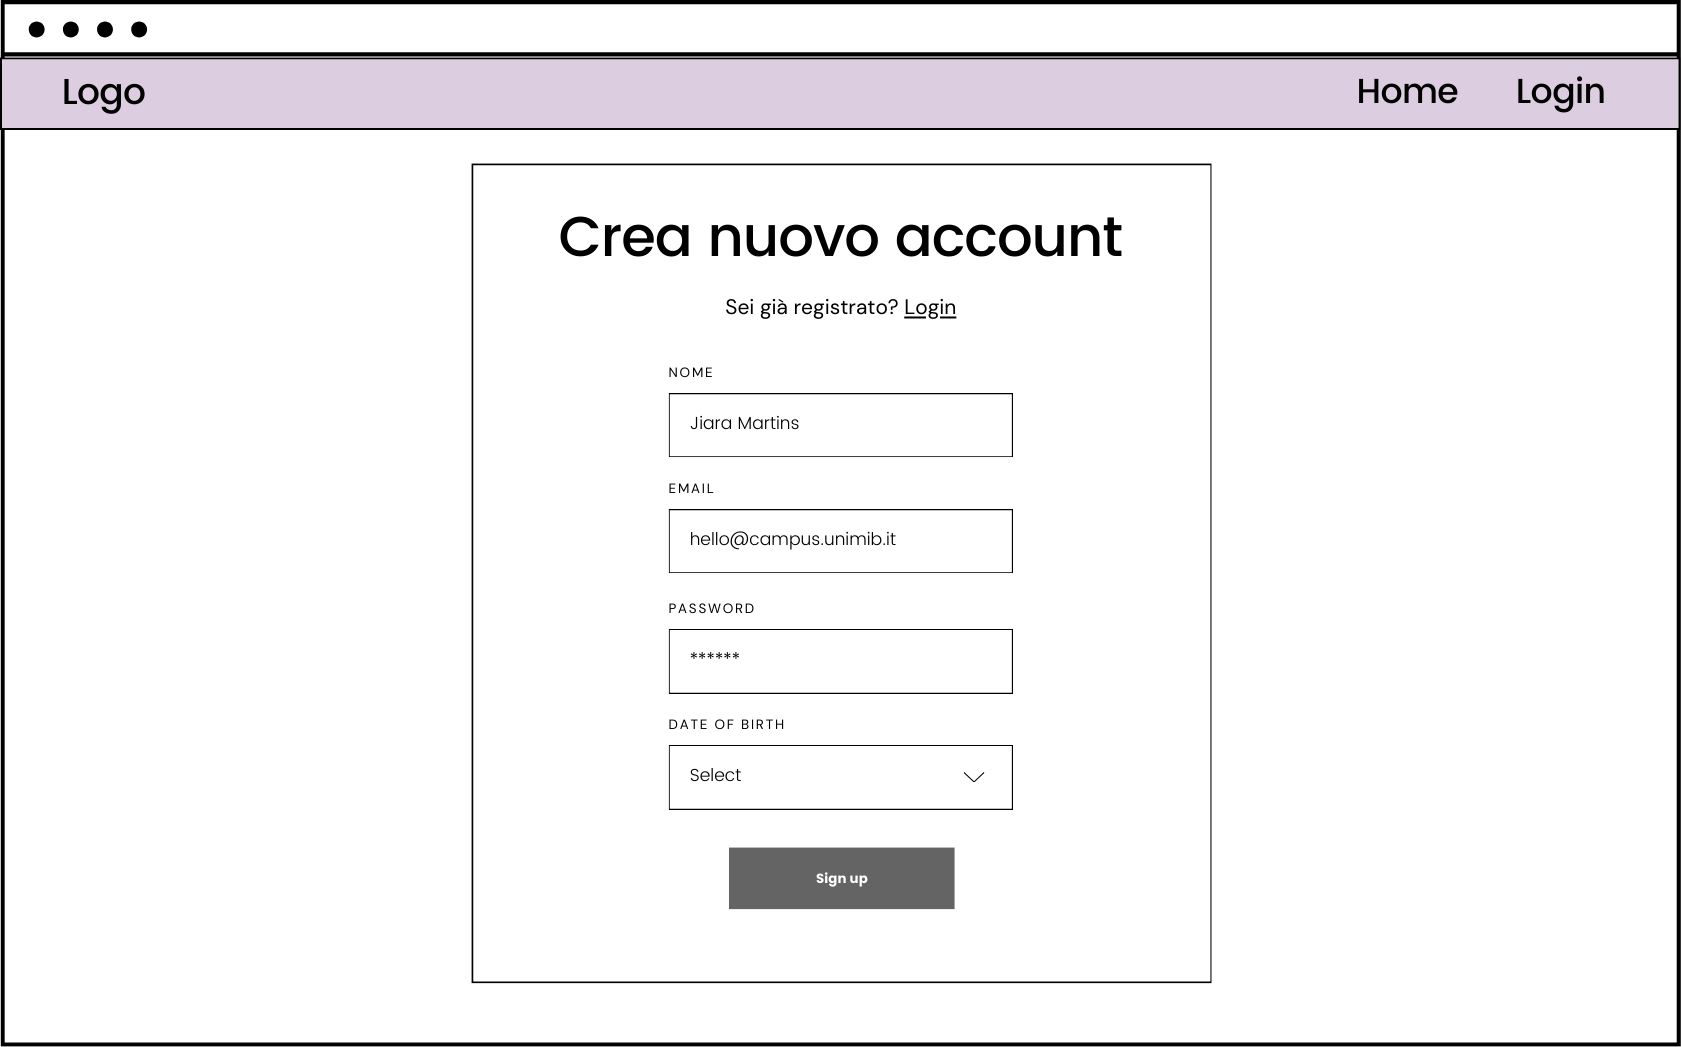 Logo
Home
Login
Crea nuovo account
Sei già registrato? Login
NOME
Jiara Martins
EMAIL
hello@campus.unimib.it
PASSWORD
******
DATE OF BIRTH
Select
Sign up